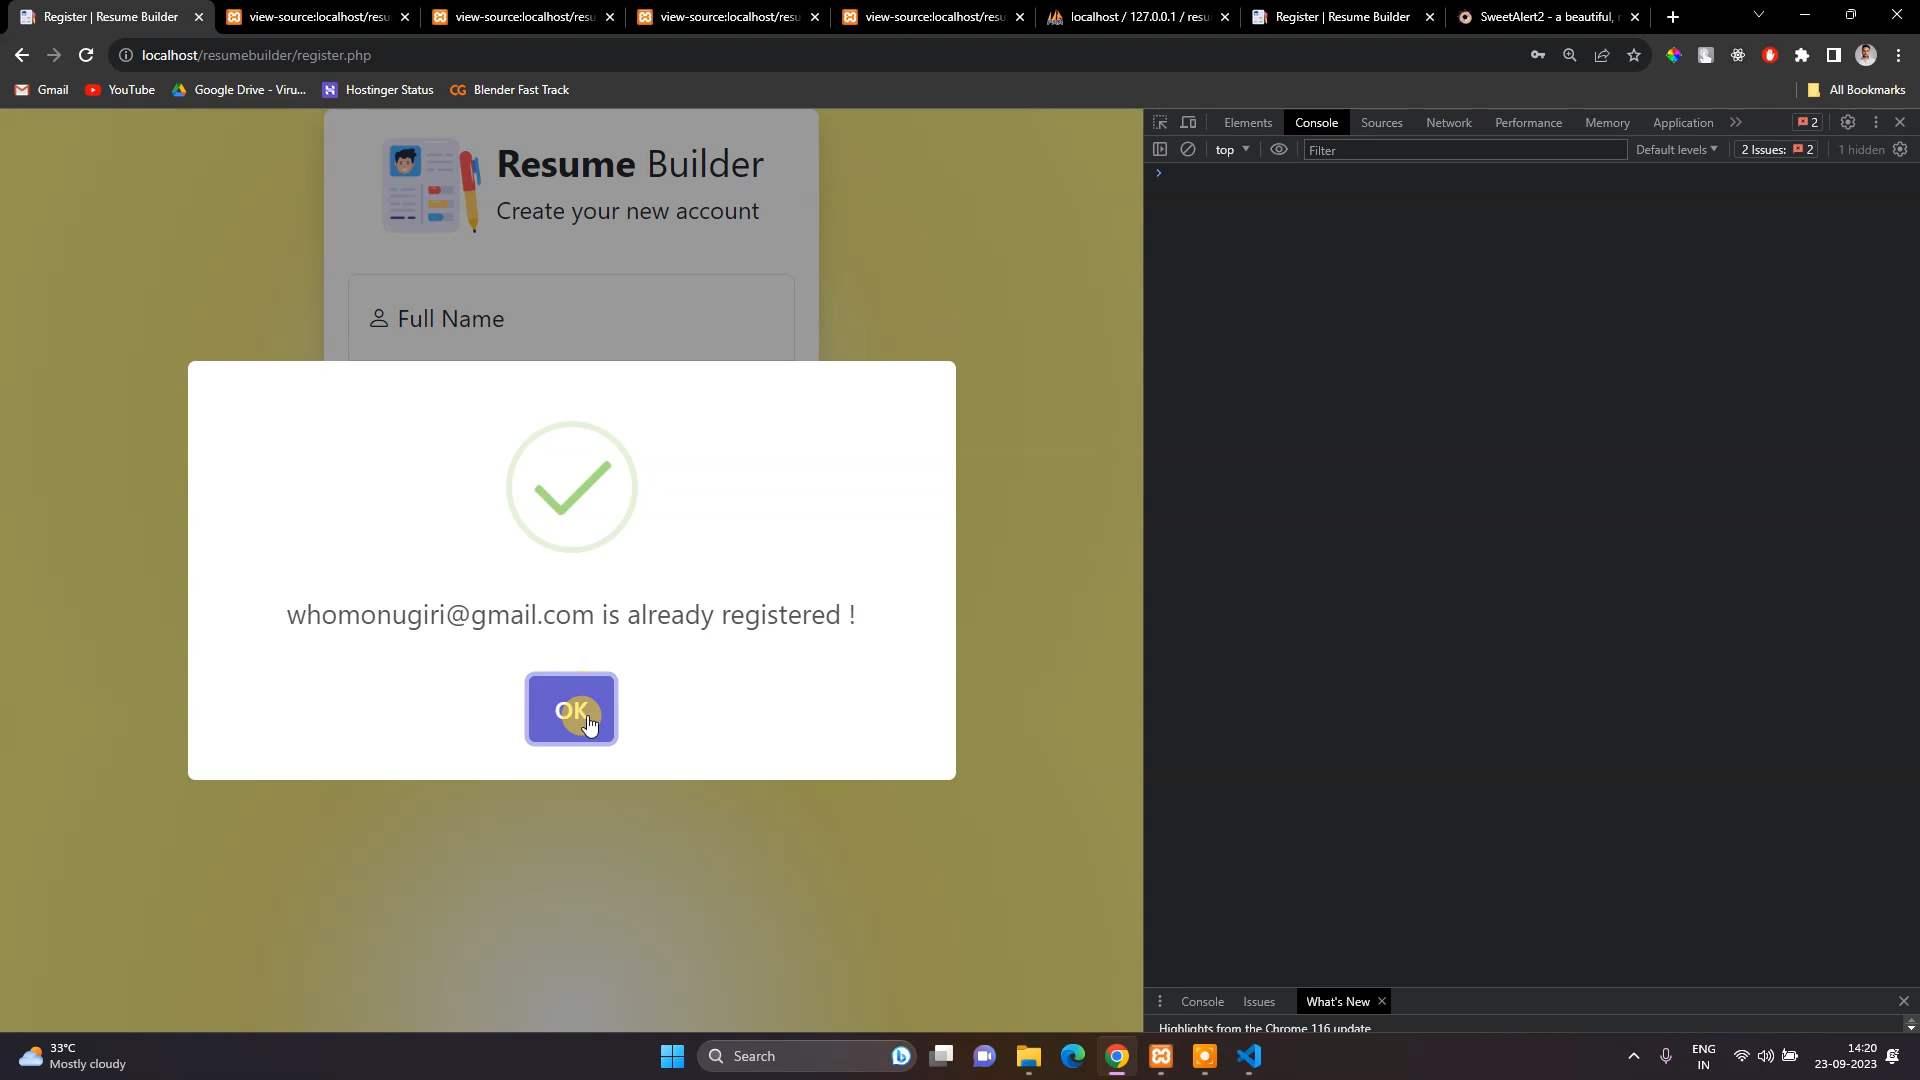 Register | Resume Builder
view-source:localhost/resu
view-source:localhost/resu
view-source:localhost/resu
view-source:localhost/resu
localhost / 127.0.0.1 / resu
Register | Resume Builder
SweetAlert2 - a beautiful, r
localhost/resumebuilder/register.php
Gmail
YouTube
Google Drive - Viru...
Hostinger Status
CG Blender Fast Track
All Bookmarks
Elements
Console
Sources
Network
Performance
Memory
Application
2
top
Filter
Default levels
2 Issues: 2
1 hidden
Resume Builder
Create your new account
Full Name
whomonugiri@gmail.com is already registered !
OK
Console
Issues
What's New
Highlights from the Chrome 116 update
33°C
Mostly cloudy
Search
ENG
IN
14:20
23-09-2023